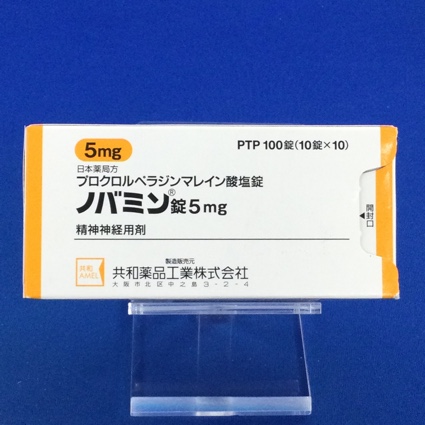 5mg
PTP 100錠(10錠×10)
日本薬局方
プロクロルペラジンマレイン酸塩錠
ノバミン®錠5mg
精神神経用剤
開封口
製造販売元
共和薬品工業株式会社
大阪市北区中之島3-2-4
共和
AMEL